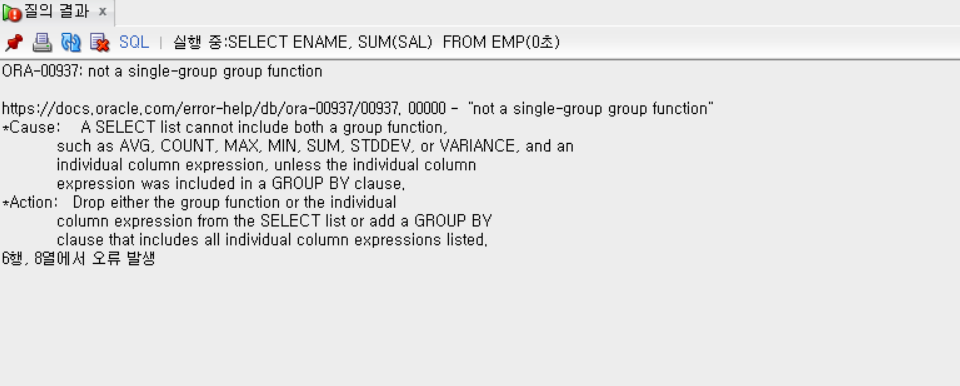 질의 결과 x
SQL | 실행 중:SELECT ENAME, SUM(SAL) FROM EMP(0초)
ORA-00937: not a single-group group function
https://docs.oracle.com/error-help/db/ora-00937/00937. 00000 - "not a single-group group function"
*Cause: A SELECT list cannot include both a group function,
such as AVG, COUNT, MAX, MIN, SUM, STDDEV, or VARIANCE, and an
individual column expression, unless the individual column
expression was included in a GROUP BY clause.
*Action: Drop either the group function or the individual
column expression from the SELECT list or add a GROUP BY
clause that includes all individual column expressions listed.
6행, 8열에서 오류 발생